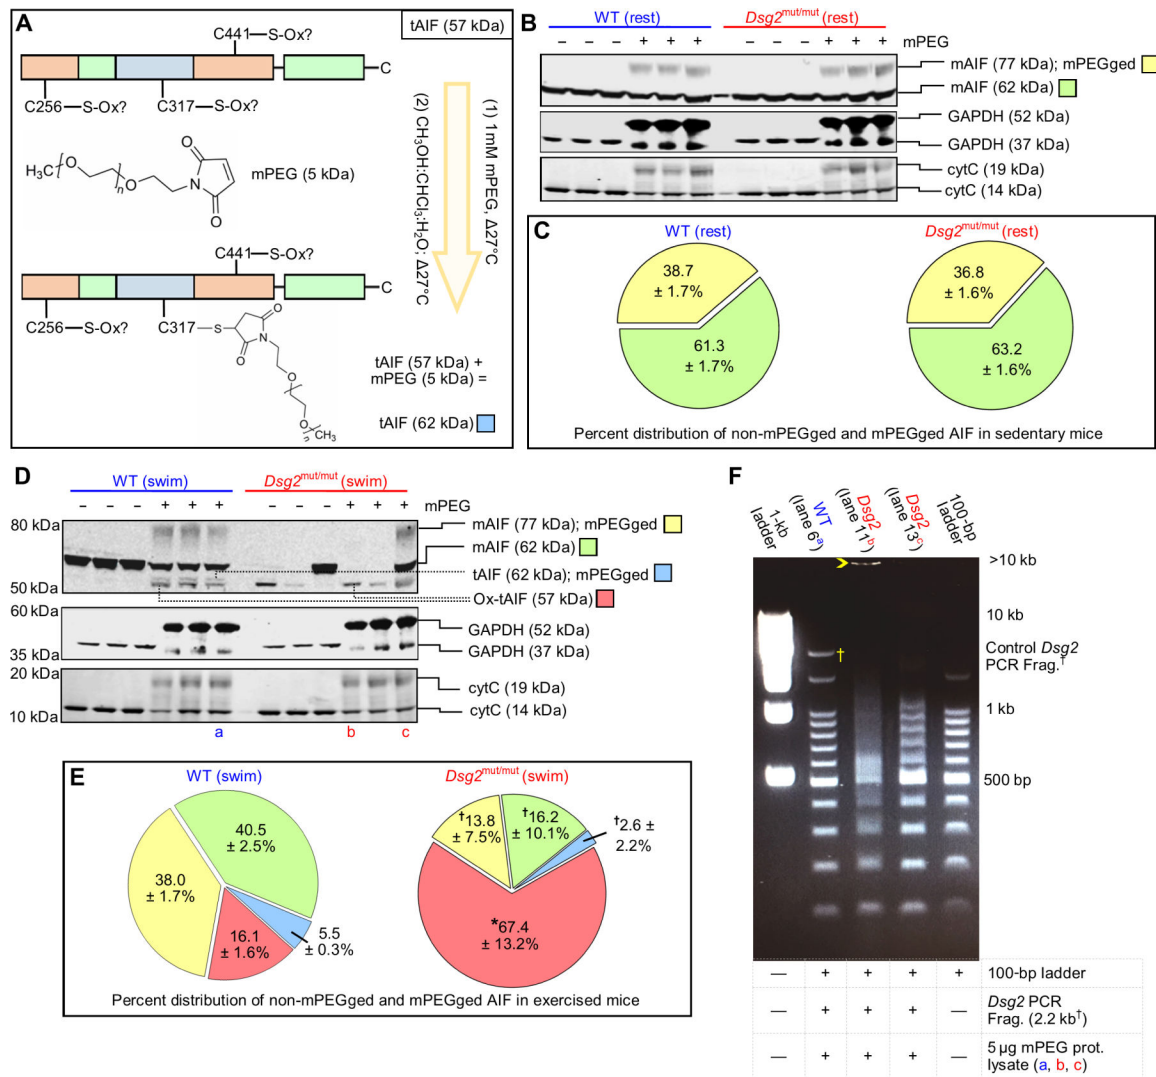 A
tAIF (57 kDa)
C441—S-Ox?
C
C256—S-Ox?
C317—S-Ox?
(1) 1mM mPEG, Δ27°C
(2) CH₃OH:CHCl₃:H₂O; Δ27°C
H₃C
O
n
O
N
O
O
mPEG (5 kDa)
C441—S-Ox?
C
C256—S-Ox?
C317—S
O
N
O
O
O
n
CH₃
tAIF (57 kDa) +
mPEG (5 kDa) =
tAIF (62 kDa)
B
WT (rest)
Dsg2mut/mut (rest)
– – – + + + – – – + + + mPEG
mAIF (77 kDa); mPEGged
mAIF (62 kDa)
GAPDH (52 kDa)
GAPDH (37 kDa)
cytC (19 kDa)
cytC (14 kDa)
C
WT (rest)
38.7
± 1.7%
61.3
± 1.7%
Dsg2mut/mut (rest)
36.8
± 1.6%
63.2
± 1.6%
Percent distribution of non-mPEGged and mPEGged AIF in sedentary mice
D
WT (swim)
Dsg2mut/mut (swim)
– – – + + + – – – + + + mPEG
80 kDa
50 kDa
60 kDa
35 kDa
20 kDa
10 kDa
mAIF (77 kDa); mPEGged
mAIF (62 kDa)
tAIF (62 kDa); mPEGged
Ox-tAIF (57 kDa)
GAPDH (52 kDa)
GAPDH (37 kDa)
cytC (19 kDa)
cytC (14 kDa)
a b c
E
WT (swim)
40.5
± 2.5%
38.0
± 1.7%
16.1
± 1.6%
5.5
± 0.3%
Dsg2mut/mut (swim)
†13.8
± 7.5%
†16.2
± 10.1%
†2.6 ±
2.2%
*67.4
± 13.2%
Percent distribution of non-mPEGged and mPEGged AIF in exercised mice
F
1-kb
ladder
WT
(lane 6a)
Dsg2b
(lane 11)
Dsg2c
(lane 13)
100-bp
ladder
>10 kb
10 kb
Control Dsg2
PCR Frag.†
†
1 kb
500 bp
— + + + + 100-bp ladder
— + + + — Dsg2 PCR
Frag. (2.2 kb†)
— + + + — 5 µg mPEG prot.
lysate (a, b, c)